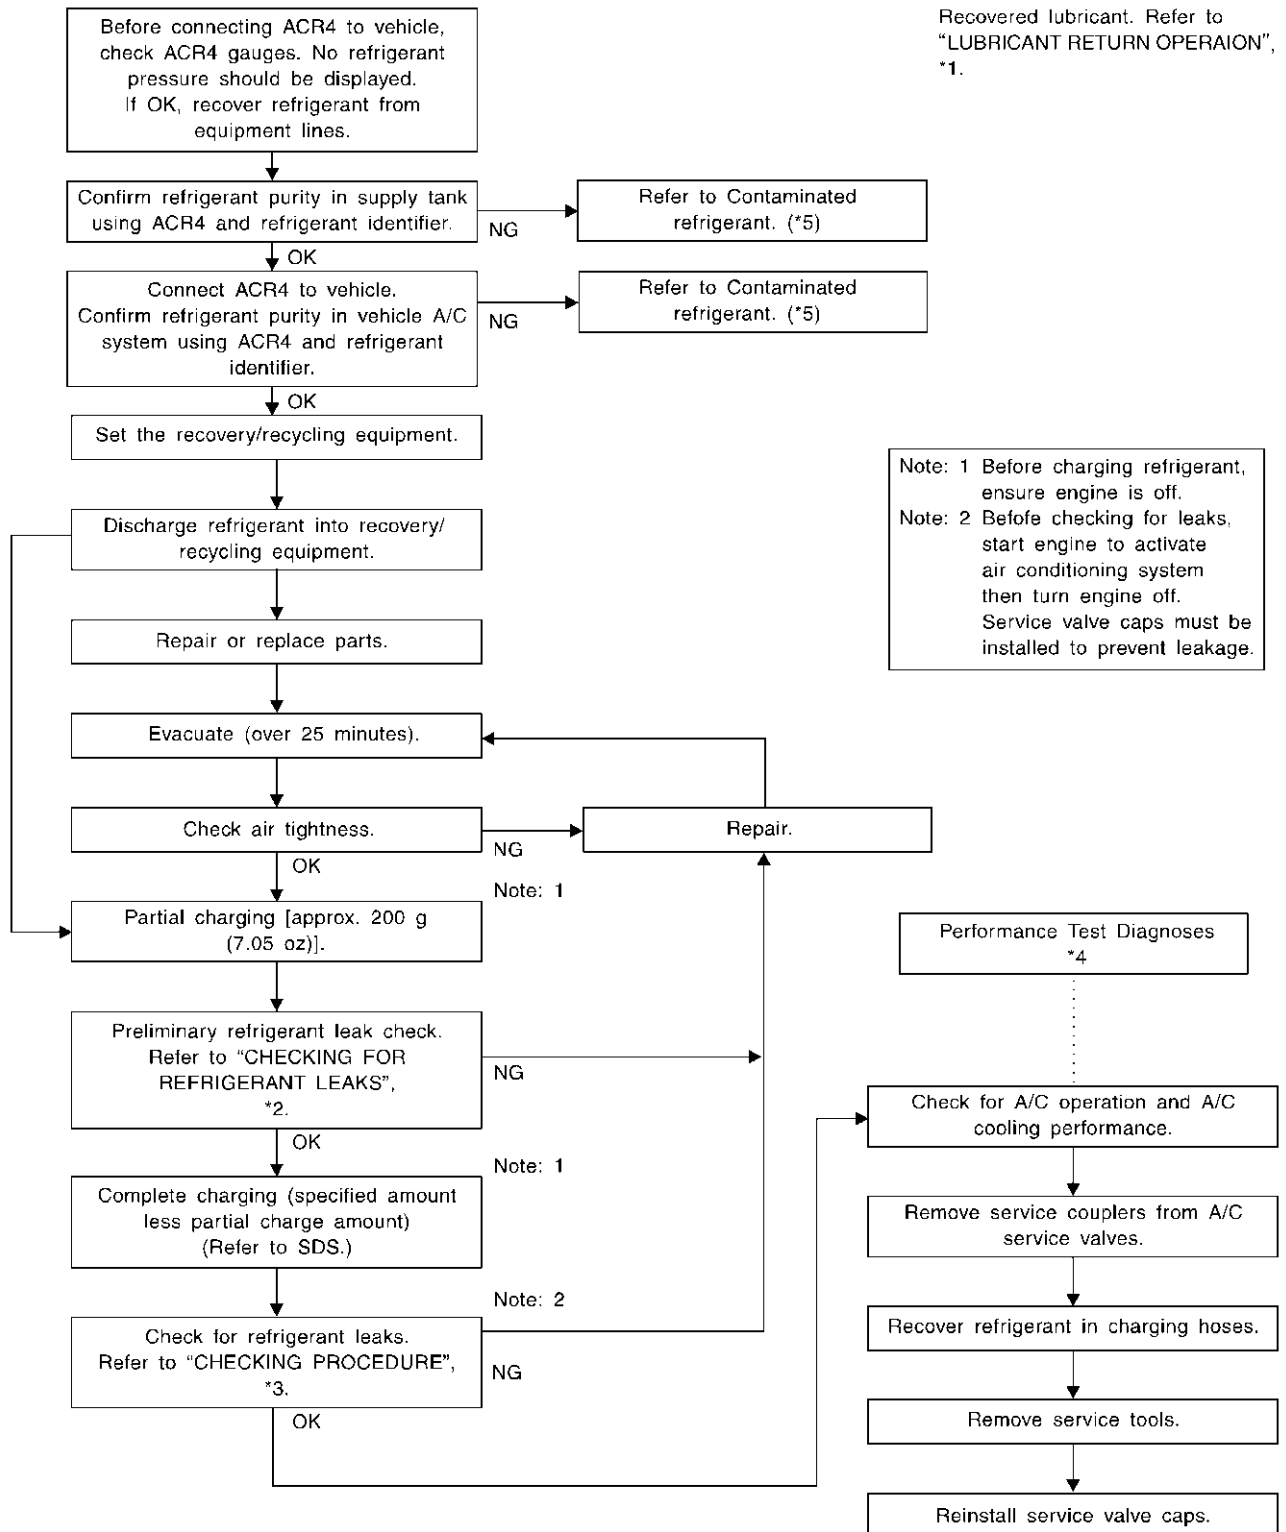 Before connecting ACR4 to vehicle,
check ACR4 gauges. No refrigerant
pressure should be displayed.
If OK, recover refrigerant from
equipment lines.
Recovered lubricant. Refer to
“LUBRICANT RETURN OPERAION”,
*1.
Confirm refrigerant purity in supply tank
using ACR4 and refrigerant identifier.
NG
Refer to Contaminated
refrigerant. (*5)
OK
Connect ACR4 to vehicle.
Confirm refrigerant purity in vehicle A/C
system using ACR4 and refrigerant
identifier.
NG
Refer to Contaminated
refrigerant. (*5)
OK
Set the recovery/recycling equipment.
Note: 1 Before charging refrigerant,
ensure engine is off.
Note: 2 Befofe checking for leaks,
start engine to activate
air conditioning system
then turn engine off.
Service valve caps must be
installed to prevent leakage.
Discharge refrigerant into recovery/
recycling equipment.
Repair or replace parts.
Evacuate (over 25 minutes).
Check air tightness.
NG
Repair.
OK
Note: 1
Partial charging [approx. 200 g
(7.05 oz)].
Preliminary refrigerant leak check.
Refer to “CHECKING FOR
REFRIGERANT LEAKS”,
*2.
NG
OK
Note: 1
Complete charging (specified amount
less partial charge amount)
(Refer to SDS.)
Note: 2
Check for refrigerant leaks.
Refer to “CHECKING PROCEDURE”,
*3.
NG
OK
Performance Test Diagnoses
*4
Check for A/C operation and A/C
cooling performance.
Remove service couplers from A/C
service valves.
Recover refrigerant in charging hoses.
Remove service tools.
Reinstall service valve caps.